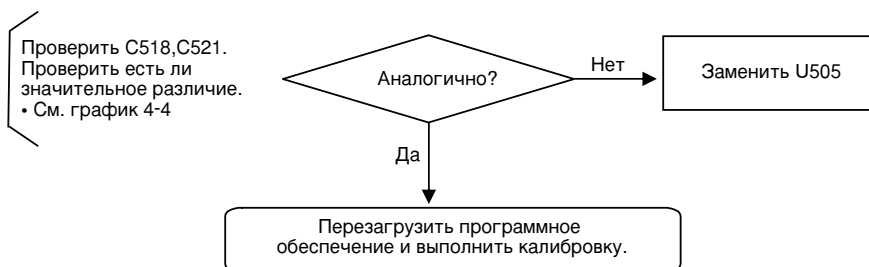 Проверить C518,C521.
Проверить есть ли
значительное различие.
• См. график 4-4
Аналогично?
Нет
Заменить U505
Да
Перезагрузить программное
обеспечение и выполнить калибровку.